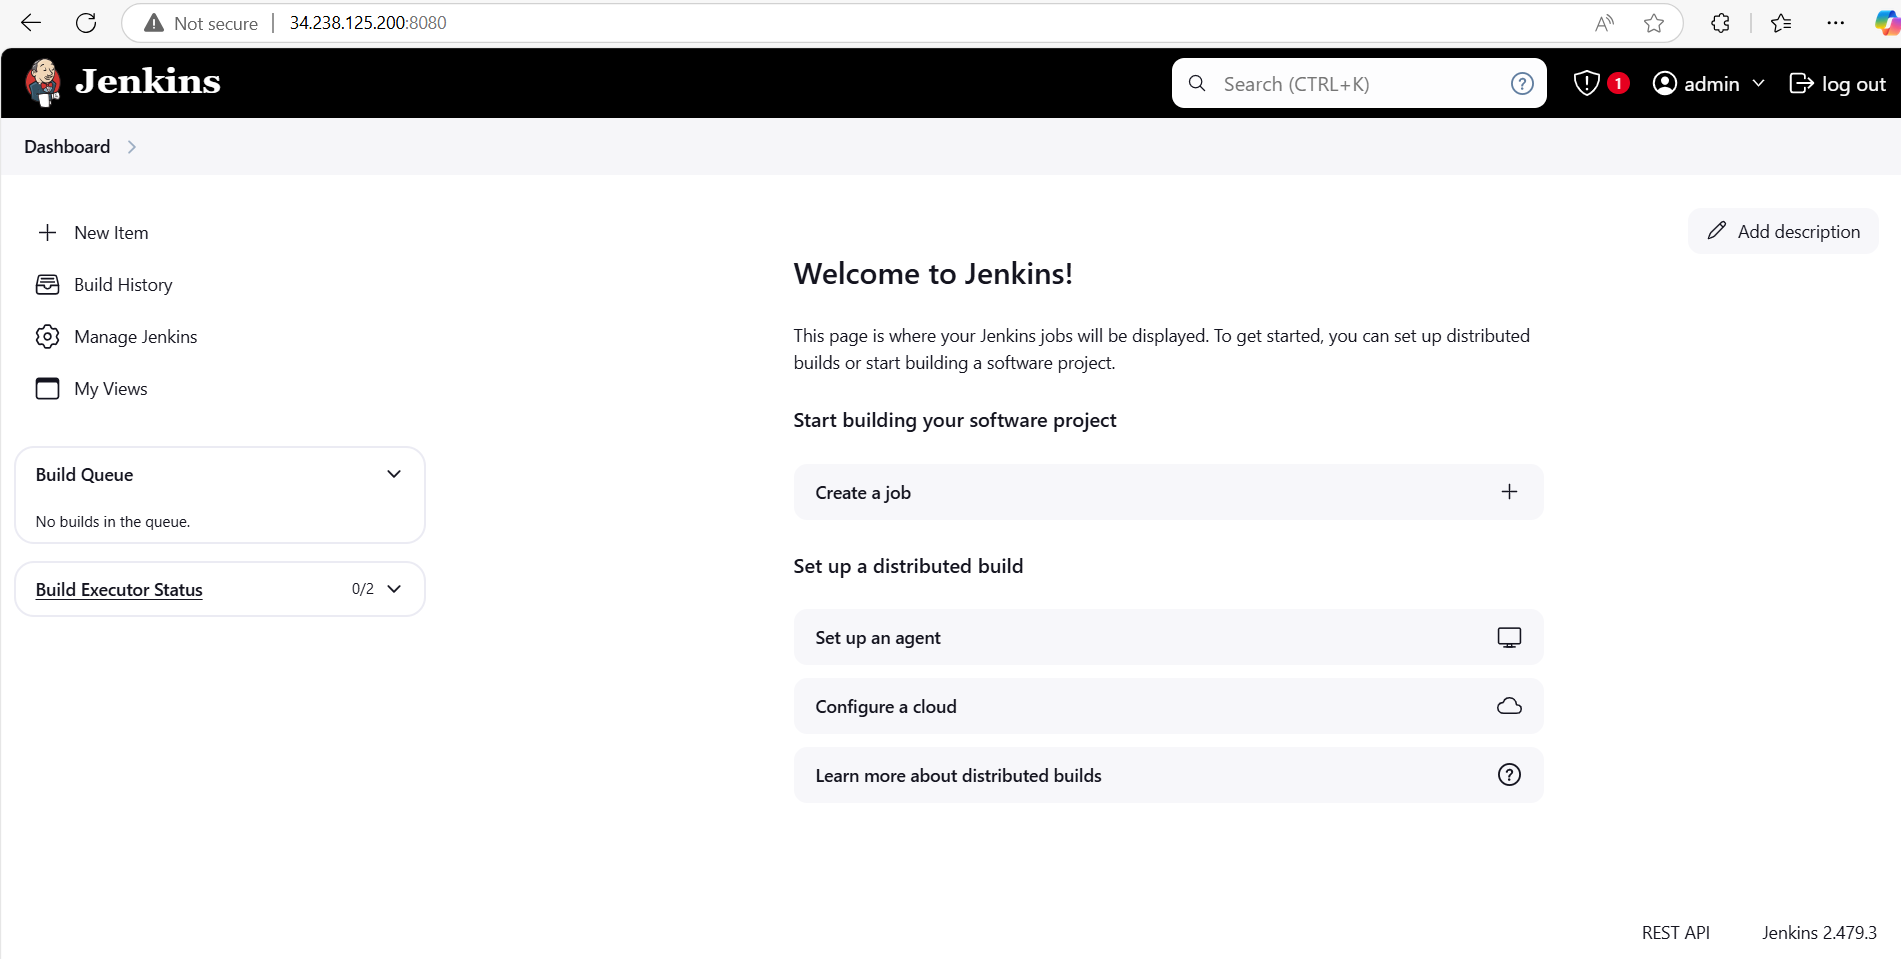 Not secure 34.238.125.200:8080
Jenkins
Search (CTRL+K)
1
admin
log out
Dashboard
New Item
Build History
Manage Jenkins
My Views
Build Queue
No builds in the queue.
Build Executor Status 0/2
Add description
Welcome to Jenkins!
This page is where your Jenkins jobs will be displayed. To get started, you can set up distributed
builds or start building a software project.
Start building your software project
Create a job
Set up a distributed build
Set up an agent
Configure a cloud
Learn more about distributed builds
REST API
Jenkins 2.479.3